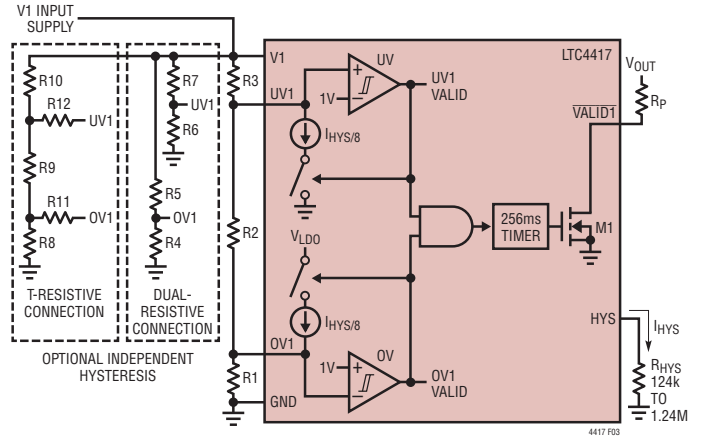 V1 INPUT
SUPPLY
R10
R12
UV1
R9
R11
OV1
R8
T-RESISTIVE
CONNECTION
R7
UV1
R6
R5
OV1
R4
DUAL-
RESISTIVE
CONNECTION
OPTIONAL INDEPENDENT
HYSTERESIS
R3
R2
R1
V1
UV1
OV1
GND
LTC4417
UV
+
–
1V
UV1
VALID
IHYS/8
VLDO
IHYS/8
OV
1V
+
–
OV1
VALID
256ms
TIMER
M1
VALID1
VOUT
RP
HYS
IHYS
RHYS
124k
TO
1.24M
4417 F03